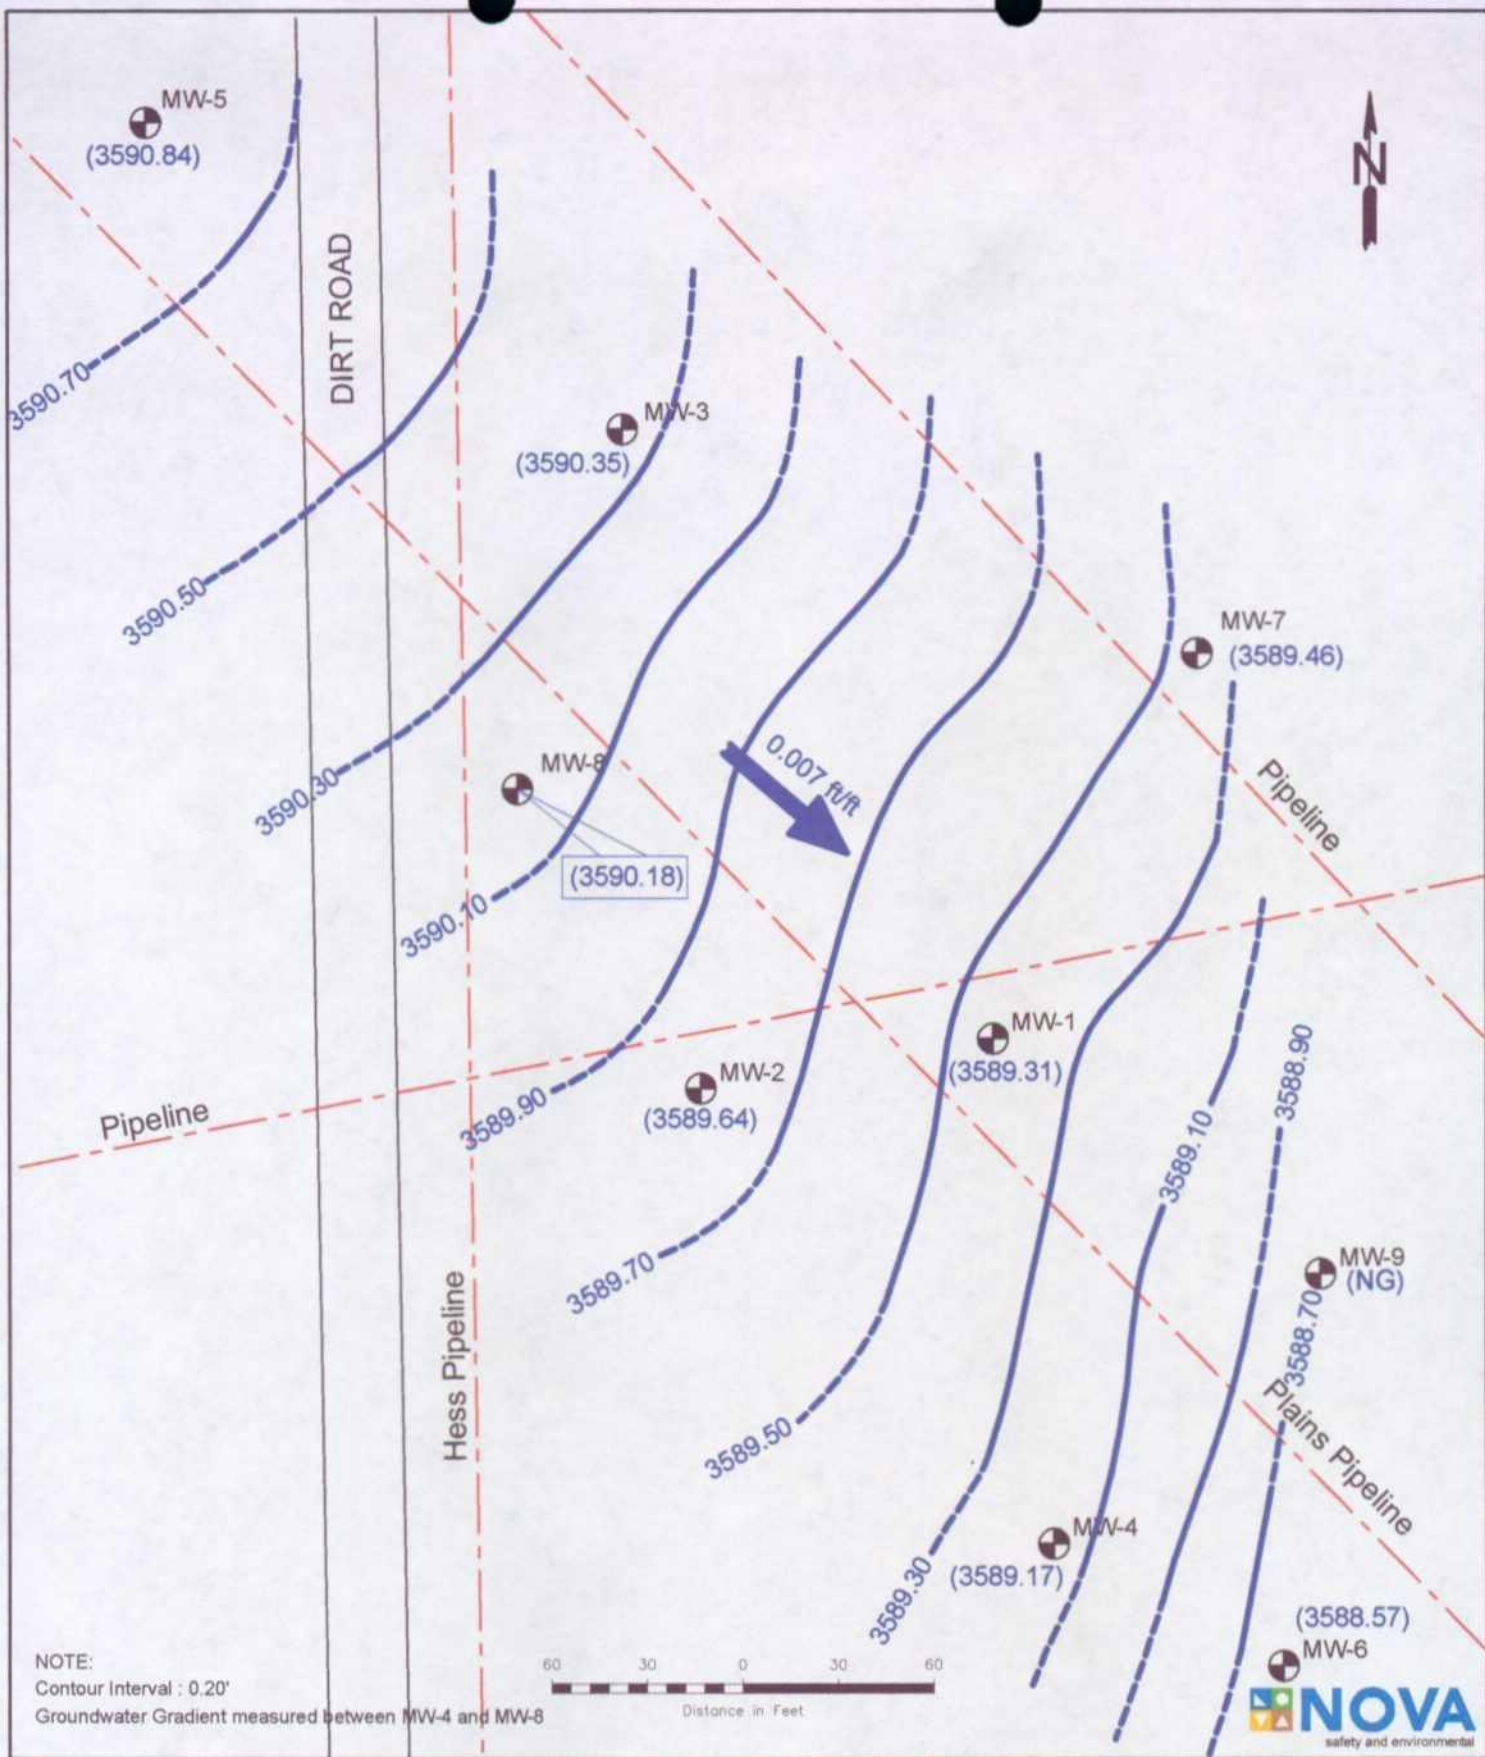 MW-5
(3590.84)
N
DIRT ROAD
3590.70
MW-3
(3590.35)
3590.50
MW-7
(3589.46)
MW-8
0.007 ft/ft
Pipeline
3590.30
(3590.18)
3590.10
MW-1
(3589.31)
3588.90
MW-2
(3589.64)
3589.90
Pipeline
3589.10
MW-9
(NG)
3589.70
3588.70
Hess Pipeline
Plains Pipeline
3589.50
MW-4
(3589.17)
3589.30
(3588.57)
MW-6
NOTE:
Contour Interval : 0.20'
Groundwater Gradient measured between MW-4 and MW-8
60 30 0 30 60
Distance in Feet
NOVA
safety and environmental